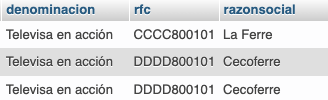 denominacion rfc razonsocial
Televisa en acción CCCC800101 La Ferre
Televisa en acción DDDD800101 Cecoferre
Televisa en acción DDDD800101 Cecoferre